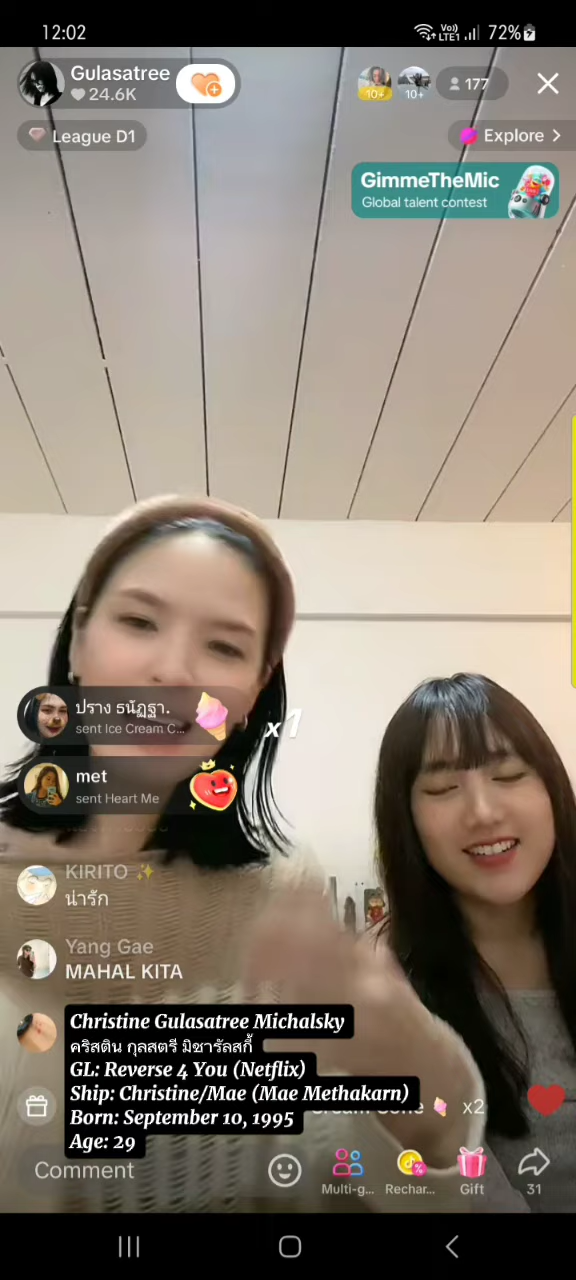 12:02
Vo))
LTE1
72%
Gulasatree
24.6K
10+
10+
177
League D1
Explore >
GimmeTheMic
Global talent contest
ปราง ธนัฏฐา.
sent Ice Cream C...
x1
met
sent Heart Me
KIRITO ✨
น่ารัก
Yang Gae
MAHAL KITA
Christine Gulasatree Michalsky
คริสติน กุลสตรี มิชารัลสกี้
GL: Reverse 4 You (Netflix)
Ship: Christine/Mae (Mae Methakarn)
Born: September 10, 1995
Age: 29
x2
Comment
Multi-g...
Rechar...
Gift
31